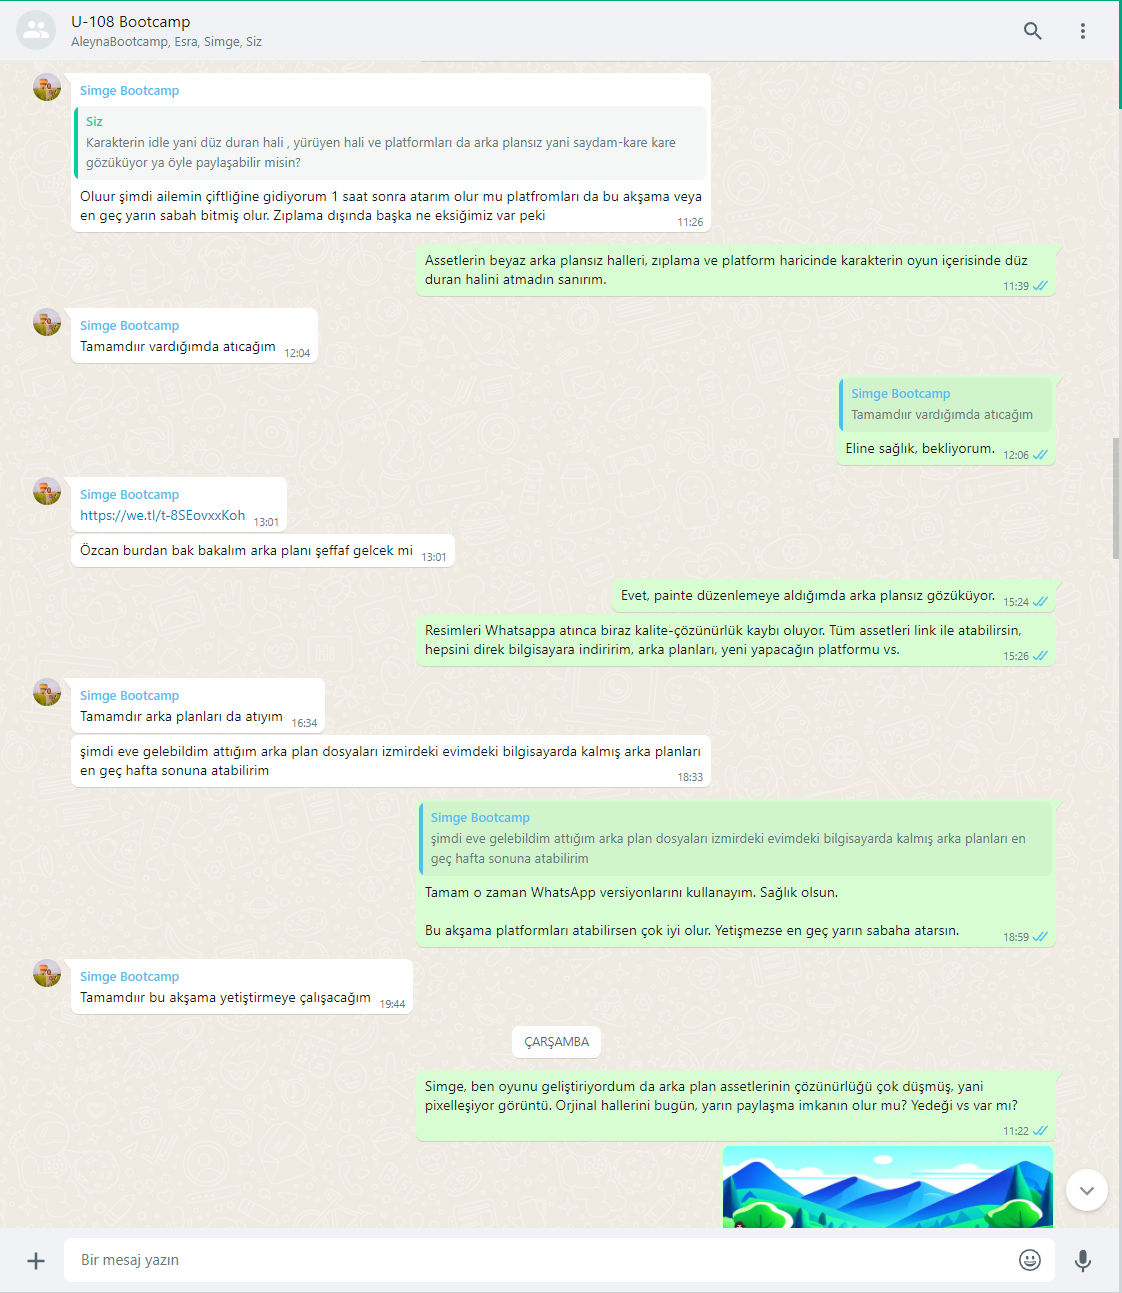 U-108 Bootcamp
AleynaBootcamp, Esra, Simge, Siz
Simge Bootcamp
Siz
Karakterin idle yani düz duran hali , yürüyen hali ve platformları da arka plansız yani saydam-kare kare
gözüküyor ya öyle paylaşabilir misin?
Oluur şimdi ailemin çiftliğine gidiyorum 1 saat sonra atarım olur mu platfromları da bu akşama veya
en geç yarın sabah bitmiş olur. Zıplama dışında başka ne eksiğimiz var peki
11:26
Assetlerin beyaz arka plansız halleri, zıplama ve platform haricinde karakterin oyun içerisinde düz
duran halini atmadın sanırım.
11:39
Simge Bootcamp
Tamamdıır vardığımda atıcağım 12:04
Simge Bootcamp
Tamamdıır vardığımda atıcağım
Eline sağlık, bekliyorum. 12:06
Simge Bootcamp
https://we.tl/t-8SEovxxKoh 13:01
Özcan burdan bak bakalım arka planı şeffaf gelcek mi 13:01
Evet, painte düzenlemeye aldığımda arka plansız gözüküyor. 15:24
Resimleri Whatsappa atınca biraz kalite-çözünürlük kaybı oluyor. Tüm assetleri link ile atabilirsin,
hepsini direk bilgisayara indiririm, arka planları, yeni yapacağın platformu vs.
15:26
Simge Bootcamp
Tamamdır arka planları da atıyım 16:34
şimdi eve gelebildim attığım arka plan dosyaları izmirdeki evimdeki bilgisayarda kalmış arka planları
en geç hafta sonuna atabilirim
18:33
Simge Bootcamp
şimdi eve gelebildim attığım arka plan dosyaları izmirdeki evimdeki bilgisayarda kalmış arka planları en
geç hafta sonuna atabilirim
Tamam o zaman WhatsApp versiyonlarını kullanayım. Sağlık olsun.
Bu akşama platformları atabilirsen çok iyi olur. Yetişmezse en geç yarın sabaha atarsın.
18:59
Simge Bootcamp
Tamamdıır bu akşama yetiştirmeye çalışacağım 19:44
ÇARŞAMBA
Simge, ben oyunu geliştiriyordum da arka plan assetlerinin çözünürlüğü çok düşmüş, yani
pixelleşiyor görüntü. Orjinal hallerini bugün, yarın paylaşma imkanın olur mu? Yedeği vs var mı?
11:22
Bir mesaj yazın